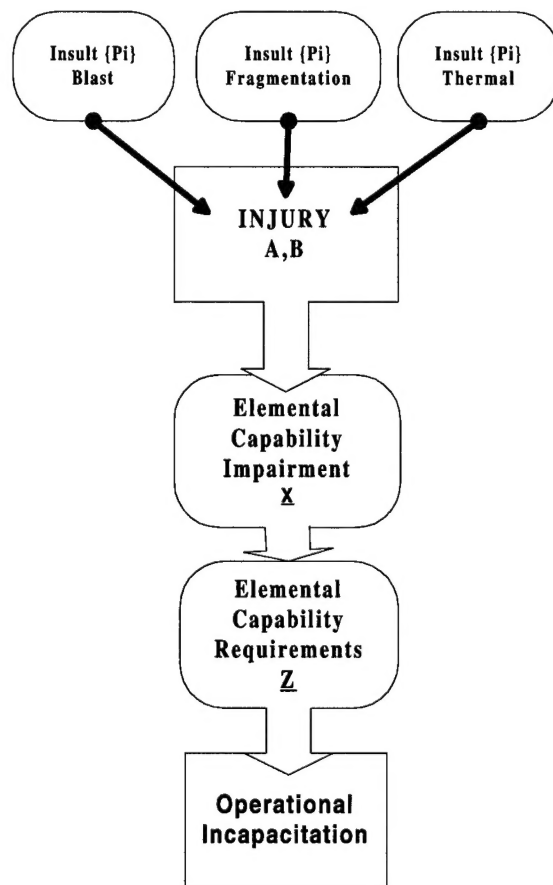 Insult {Pi}
Blast
Insult {Pi}
Fragmentation
Insult {Pi}
Thermal
INJURY
A,B
Elemental
Capability
Impairment
X
Elemental
Capability
Requirements
Z
Operational
Incapacitation